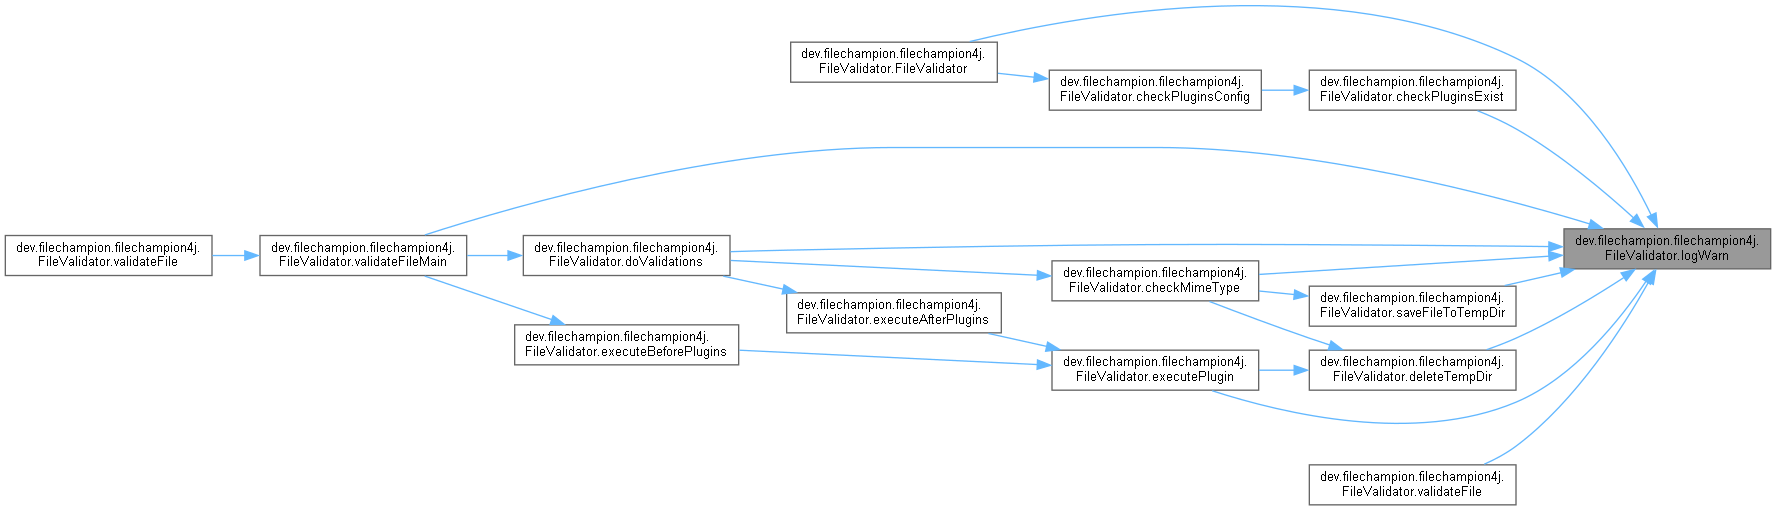 dev.filechampion.filechampion4j.
FileValidator.FileValidator
dev.filechampion.filechampion4j.
FileValidator.checkPluginsConfig
dev.filechampion.filechampion4j.
FileValidator.checkPluginsExist
dev.filechampion.filechampion4j.
FileValidator.validateFile
dev.filechampion.filechampion4j.
FileValidator.validateFileMain
dev.filechampion.filechampion4j.
FileValidator.doValidations
dev.filechampion.filechampion4j.
FileValidator.logWarn
dev.filechampion.filechampion4j.
FileValidator.checkMimeType
dev.filechampion.filechampion4j.
FileValidator.executeAfterPlugins
dev.filechampion.filechampion4j.
FileValidator.saveFileToTempDir
dev.filechampion.filechampion4j.
FileValidator.executeBeforePlugins
dev.filechampion.filechampion4j.
FileValidator.executePlugin
dev.filechampion.filechampion4j.
FileValidator.deleteTempDir
dev.filechampion.filechampion4j.
FileValidator.validateFile